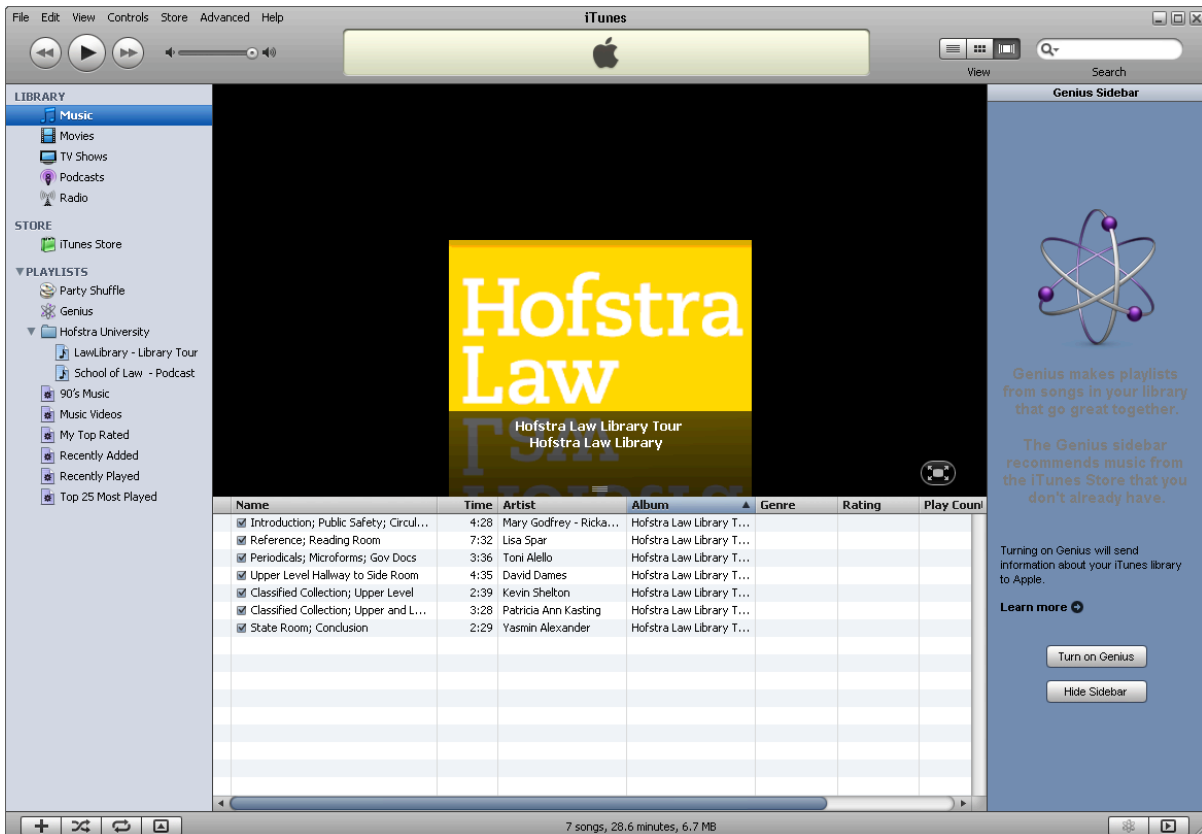 File Edit View Controls Store Advanced Help
iTunes
View
Search
LIBRARY
Music
Movies
TV Shows
Podcasts
Radio
STORE
iTunes Store
PLAYLISTS
Party Shuffle
Genius
Hofstra University
LawLibrary - Library Tour
School of Law - Podcast
90's Music
Music Videos
My Top Rated
Recently Added
Recently Played
Top 25 Most Played
Hofstra
Law
Hofstra Law Library Tour
Hofstra Law Library
Name Time Artist Album Genre Rating Play Coun
Introduction; Public Safety; Circul... 4:28 Mary Godfrey - Ricka... Hofstra Law Library T...
Reference; Reading Room 7:32 Lisa Spar Hofstra Law Library T...
Periodicals; Microforms; Gov Docs 3:36 Toni Alello Hofstra Law Library T...
Upper Level Hallway to Side Room 4:35 David Dames Hofstra Law Library T...
Classified Collection; Upper Level 2:39 Kevin Shelton Hofstra Law Library T...
Classified Collection; Upper and L... 3:28 Patricia Ann Kasting Hofstra Law Library T...
State Room; Conclusion 2:29 Yasmin Alexander Hofstra Law Library T...
Genius Sidebar
Genius makes playlists
from songs in your library
that go great together.
The Genius sidebar
recommends music from
the iTunes Store that you
don't already have.
Turning on Genius will send
information about your iTunes library
to Apple.
Learn more
Turn on Genius
Hide Sidebar
7 songs, 28.6 minutes, 6.7 MB